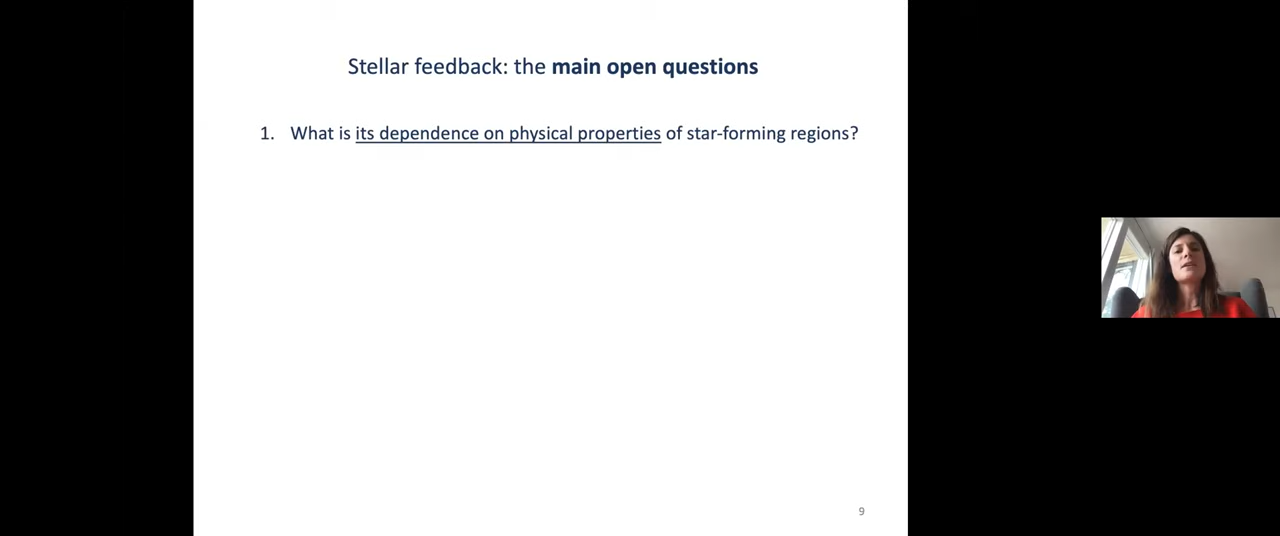 Stellar feedback: the main open questions
1. What is its dependence on physical properties of star-forming regions?
9